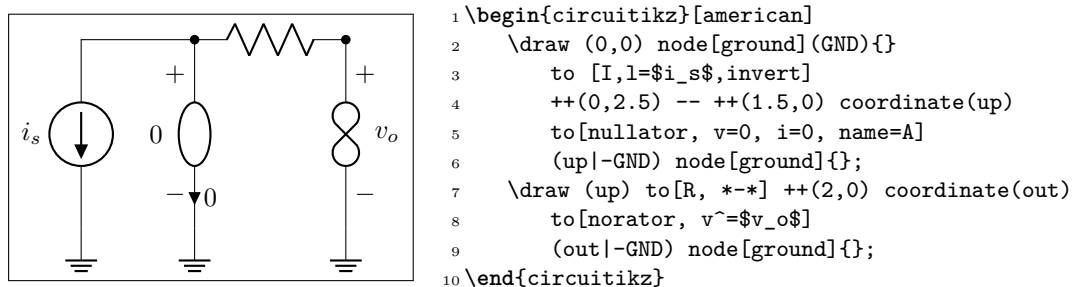 i_s
+
0
−
0
+
v_o
−
1 \begin{circuitikz}[american]
2     \draw (0,0) node[ground](GND){}
3        to [I,l=$i_s$,invert]
4        ++(0,2.5) -- ++(1.5,0) coordinate(up)
5        to[nullator, v=0, i=0, name=A]
6        (up|-GND) node[ground]{};
7     \draw (up) to[R, *-*] ++(2,0) coordinate(out)
8        to[norator, v^=$v_o$]
9        (out|-GND) node[ground]{};
10 \end{circuitikz}